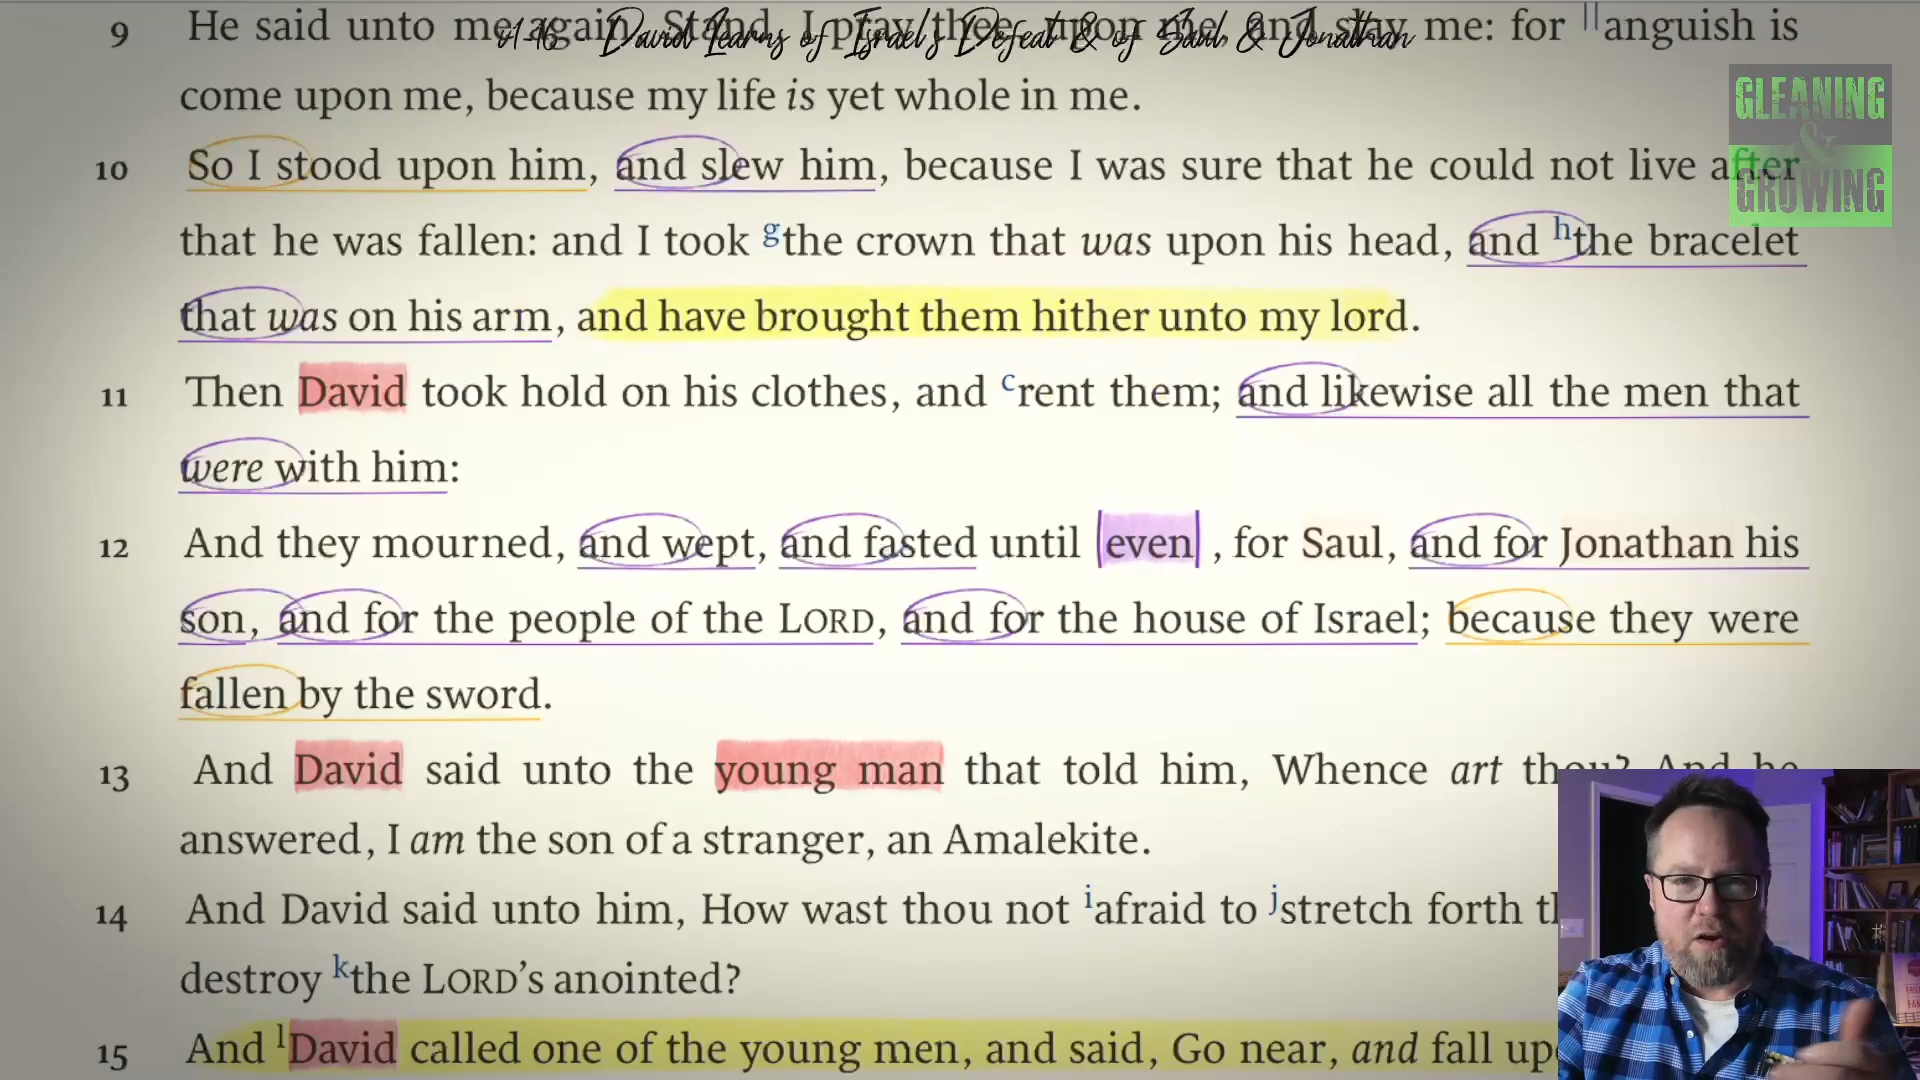 v1-16 - David Learns of Israel's Defeat & of Saul & Jonathan
9 He said unto me again, Stand, I pray thee, upon me, and slay me: for ||anguish is
come upon me, because my life is yet whole in me.
10 So I stood upon him, and slew him, because I was sure that he could not live after
that he was fallen: and I took gthe crown that was upon his head, and hthe bracelet
that was on his arm, and have brought them hither unto my lord.
11 Then David took hold on his clothes, and crent them; and likewise all the men that
were with him:
12 And they mourned, and wept, and fasted until |even| , for Saul, and for Jonathan his
son, and for the people of the LORD, and for the house of Israel; because they were
fallen by the sword.
13 And David said unto the young man that told him, Whence art thou? And he
answered, I am the son of a stranger, an Amalekite.
14 And David said unto him, How wast thou not iafraid to jstretch forth
destroy kthe LORD's anointed?
15 And lDavid called one of the young men, and said, Go near, and fall
GLEANING
&
GROWING